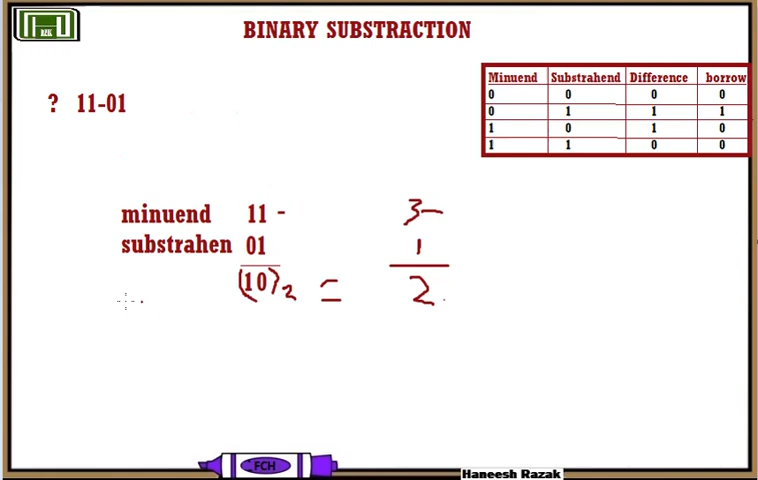 BZK
BINARY SUBSTRACTION
? 11-01
Minuend Substrahend Difference borrow
0 0 0 0
0 1 1 1
1 0 1 0
1 1 0 0
minuend 11 - 3-
substrahen 01 1
(10)2 = 2
FCH
Haneesh Razak